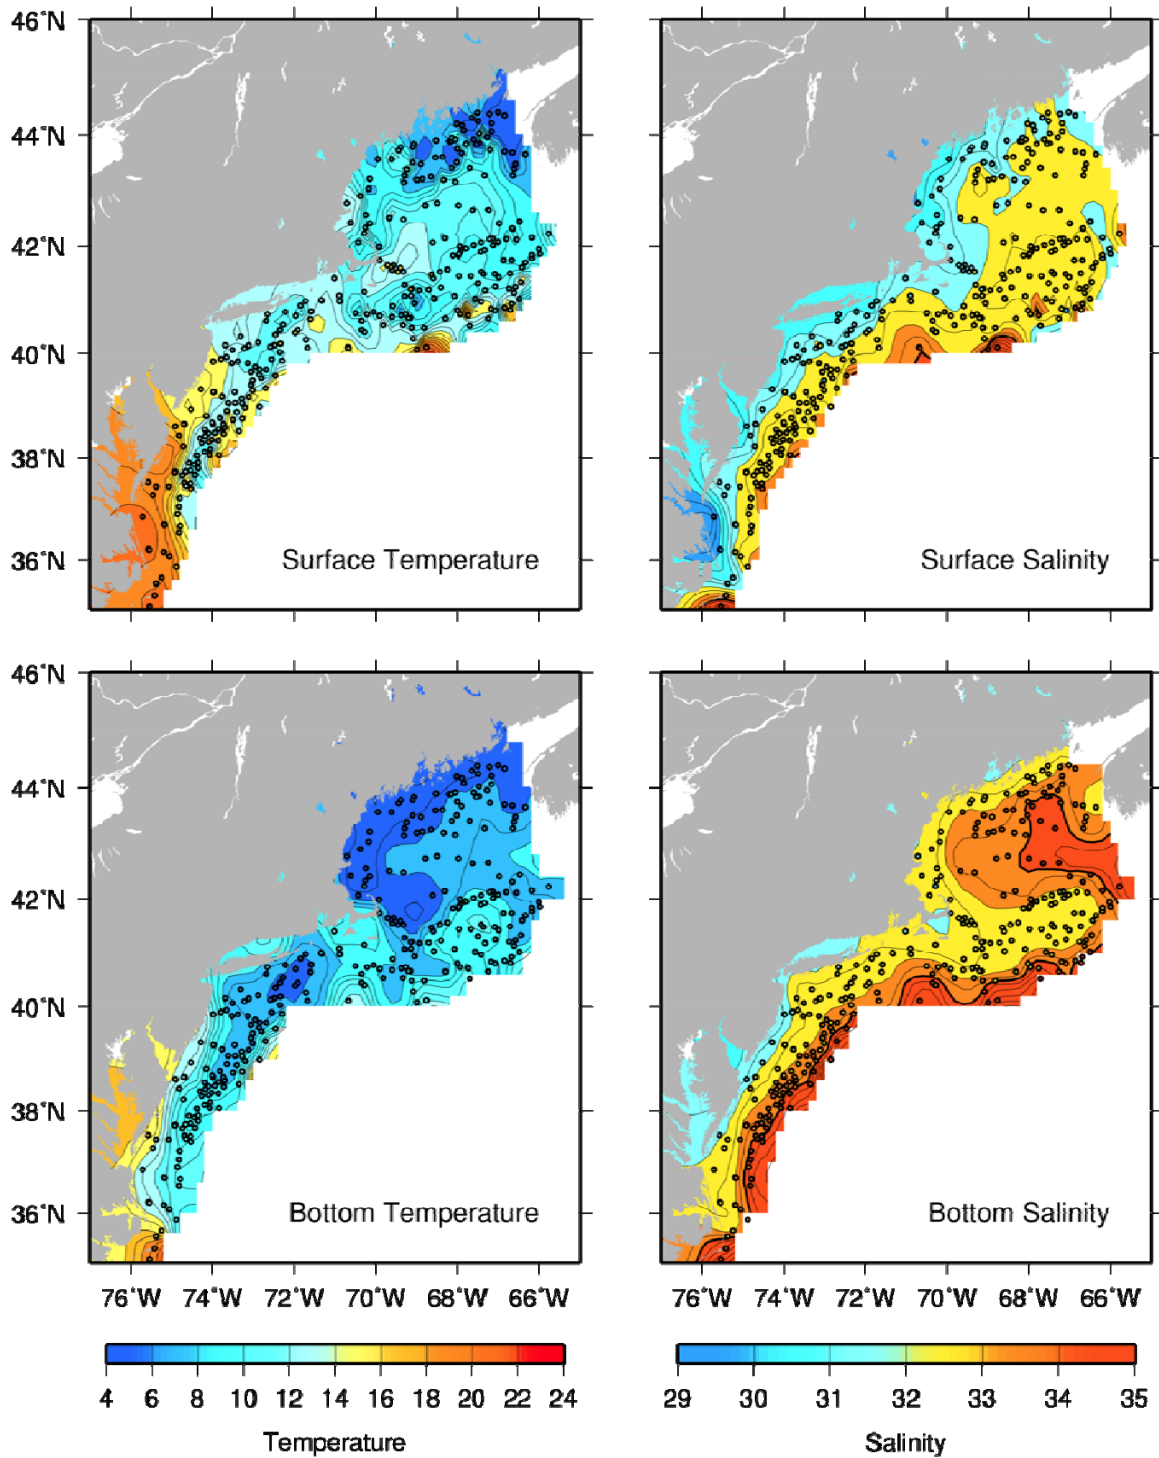 46°N
44°N
42°N
40°N
38°N
36°N
Surface Temperature
Surface Salinity
46°N
44°N
42°N
40°N
38°N
36°N
Bottom Temperature
Bottom Salinity
76°W 74°W 72°W 70°W 68°W 66°W
76°W 74°W 72°W 70°W 68°W 66°W
4 6 8 10 12 14 16 18 20 22 24
29 30 31 32 33 34 35
Temperature
Salinity